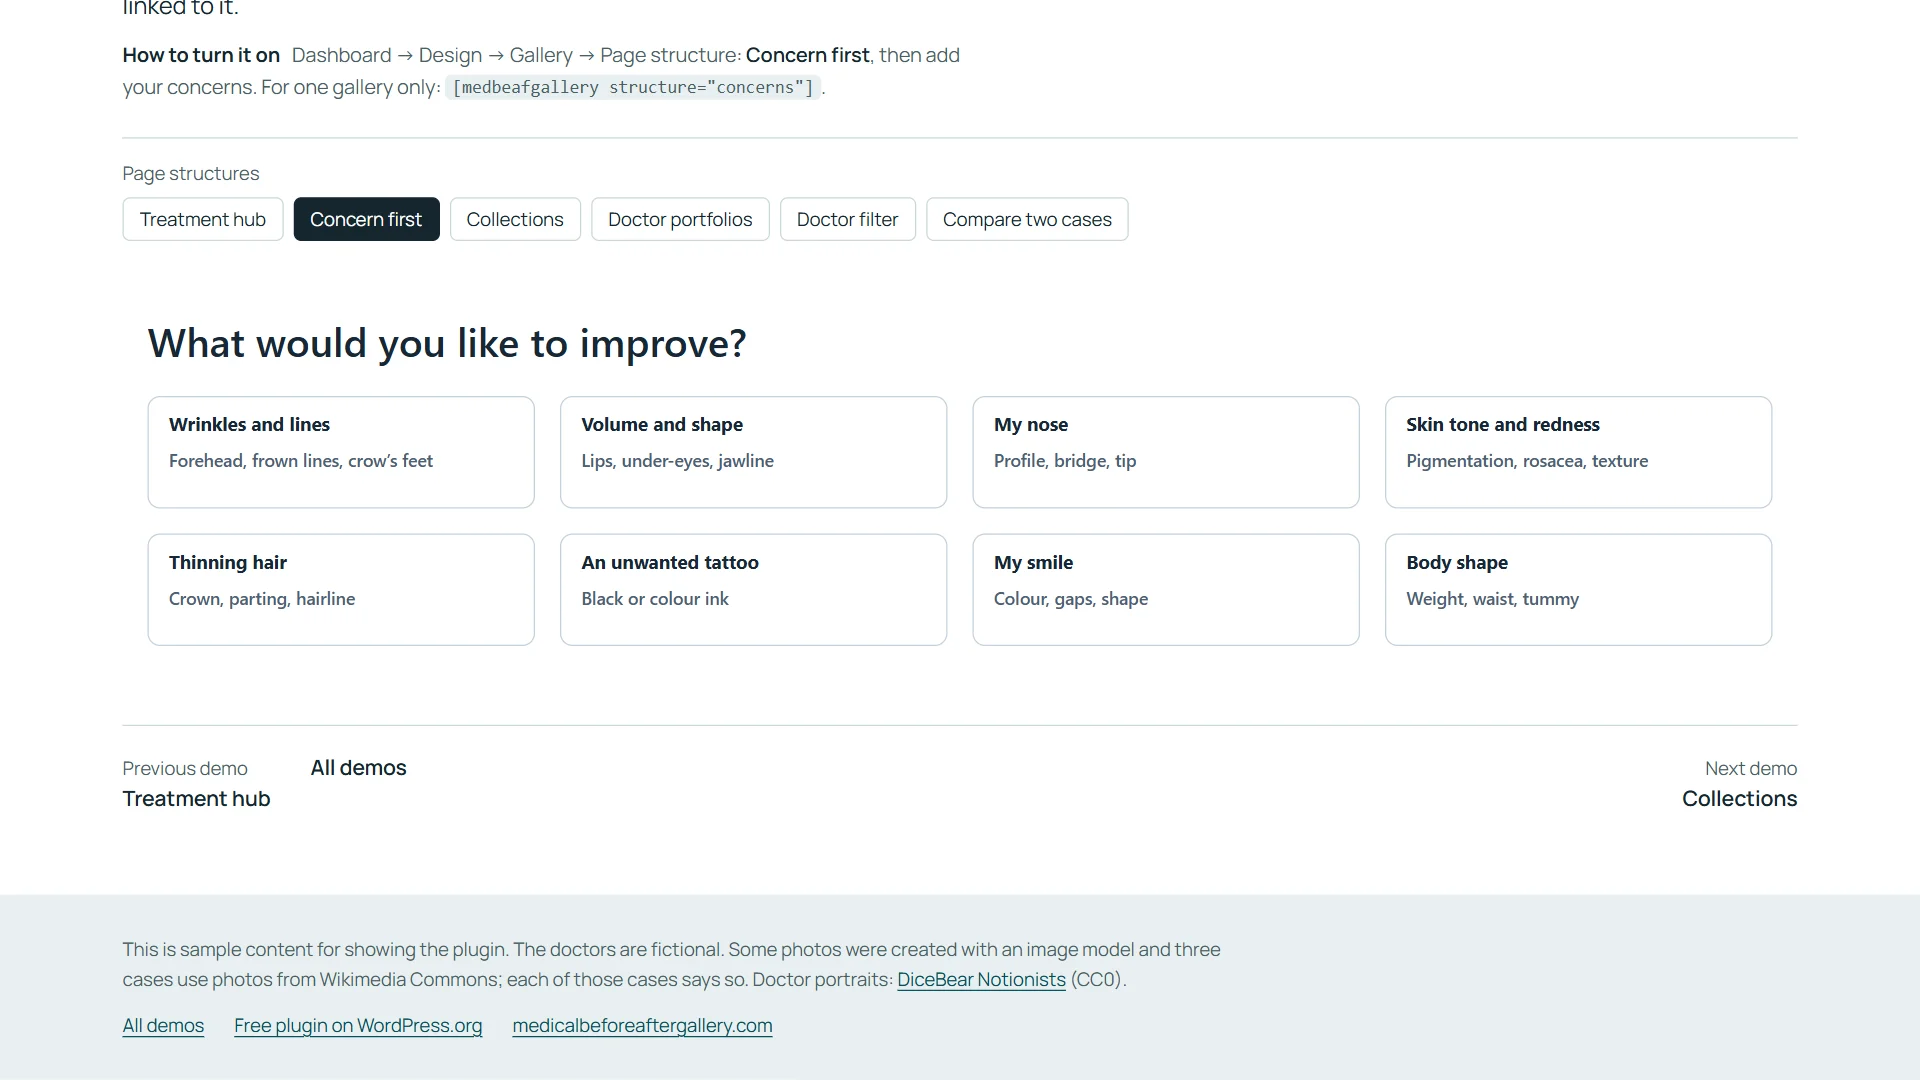 linked to it.
How to turn it on Dashboard → Design → Gallery → Page structure: Concern first, then add
your concerns. For one gallery only: [medbeafgallery structure="concerns"].
Page structures
Treatment hub Concern first Collections Doctor portfolios Doctor filter Compare two cases
What would you like to improve?
Wrinkles and lines Volume and shape My nose Skin tone and redness
Forehead, frown lines, crow’s feet Lips, under-eyes, jawline Profile, bridge, tip Pigmentation, rosacea, texture
Thinning hair An unwanted tattoo My smile Body shape
Crown, parting, hairline Black or colour ink Colour, gaps, shape Weight, waist, tummy
Previous demo All demos Next demo
Treatment hub Collections
This is sample content for showing the plugin. The doctors are fictional. Some photos were created with an image model and three
cases use photos from Wikimedia Commons; each of those cases says so. Doctor portraits: DiceBear Notionists (CC0).
All demos Free plugin on WordPress.org medicalbeforeaftergallery.com